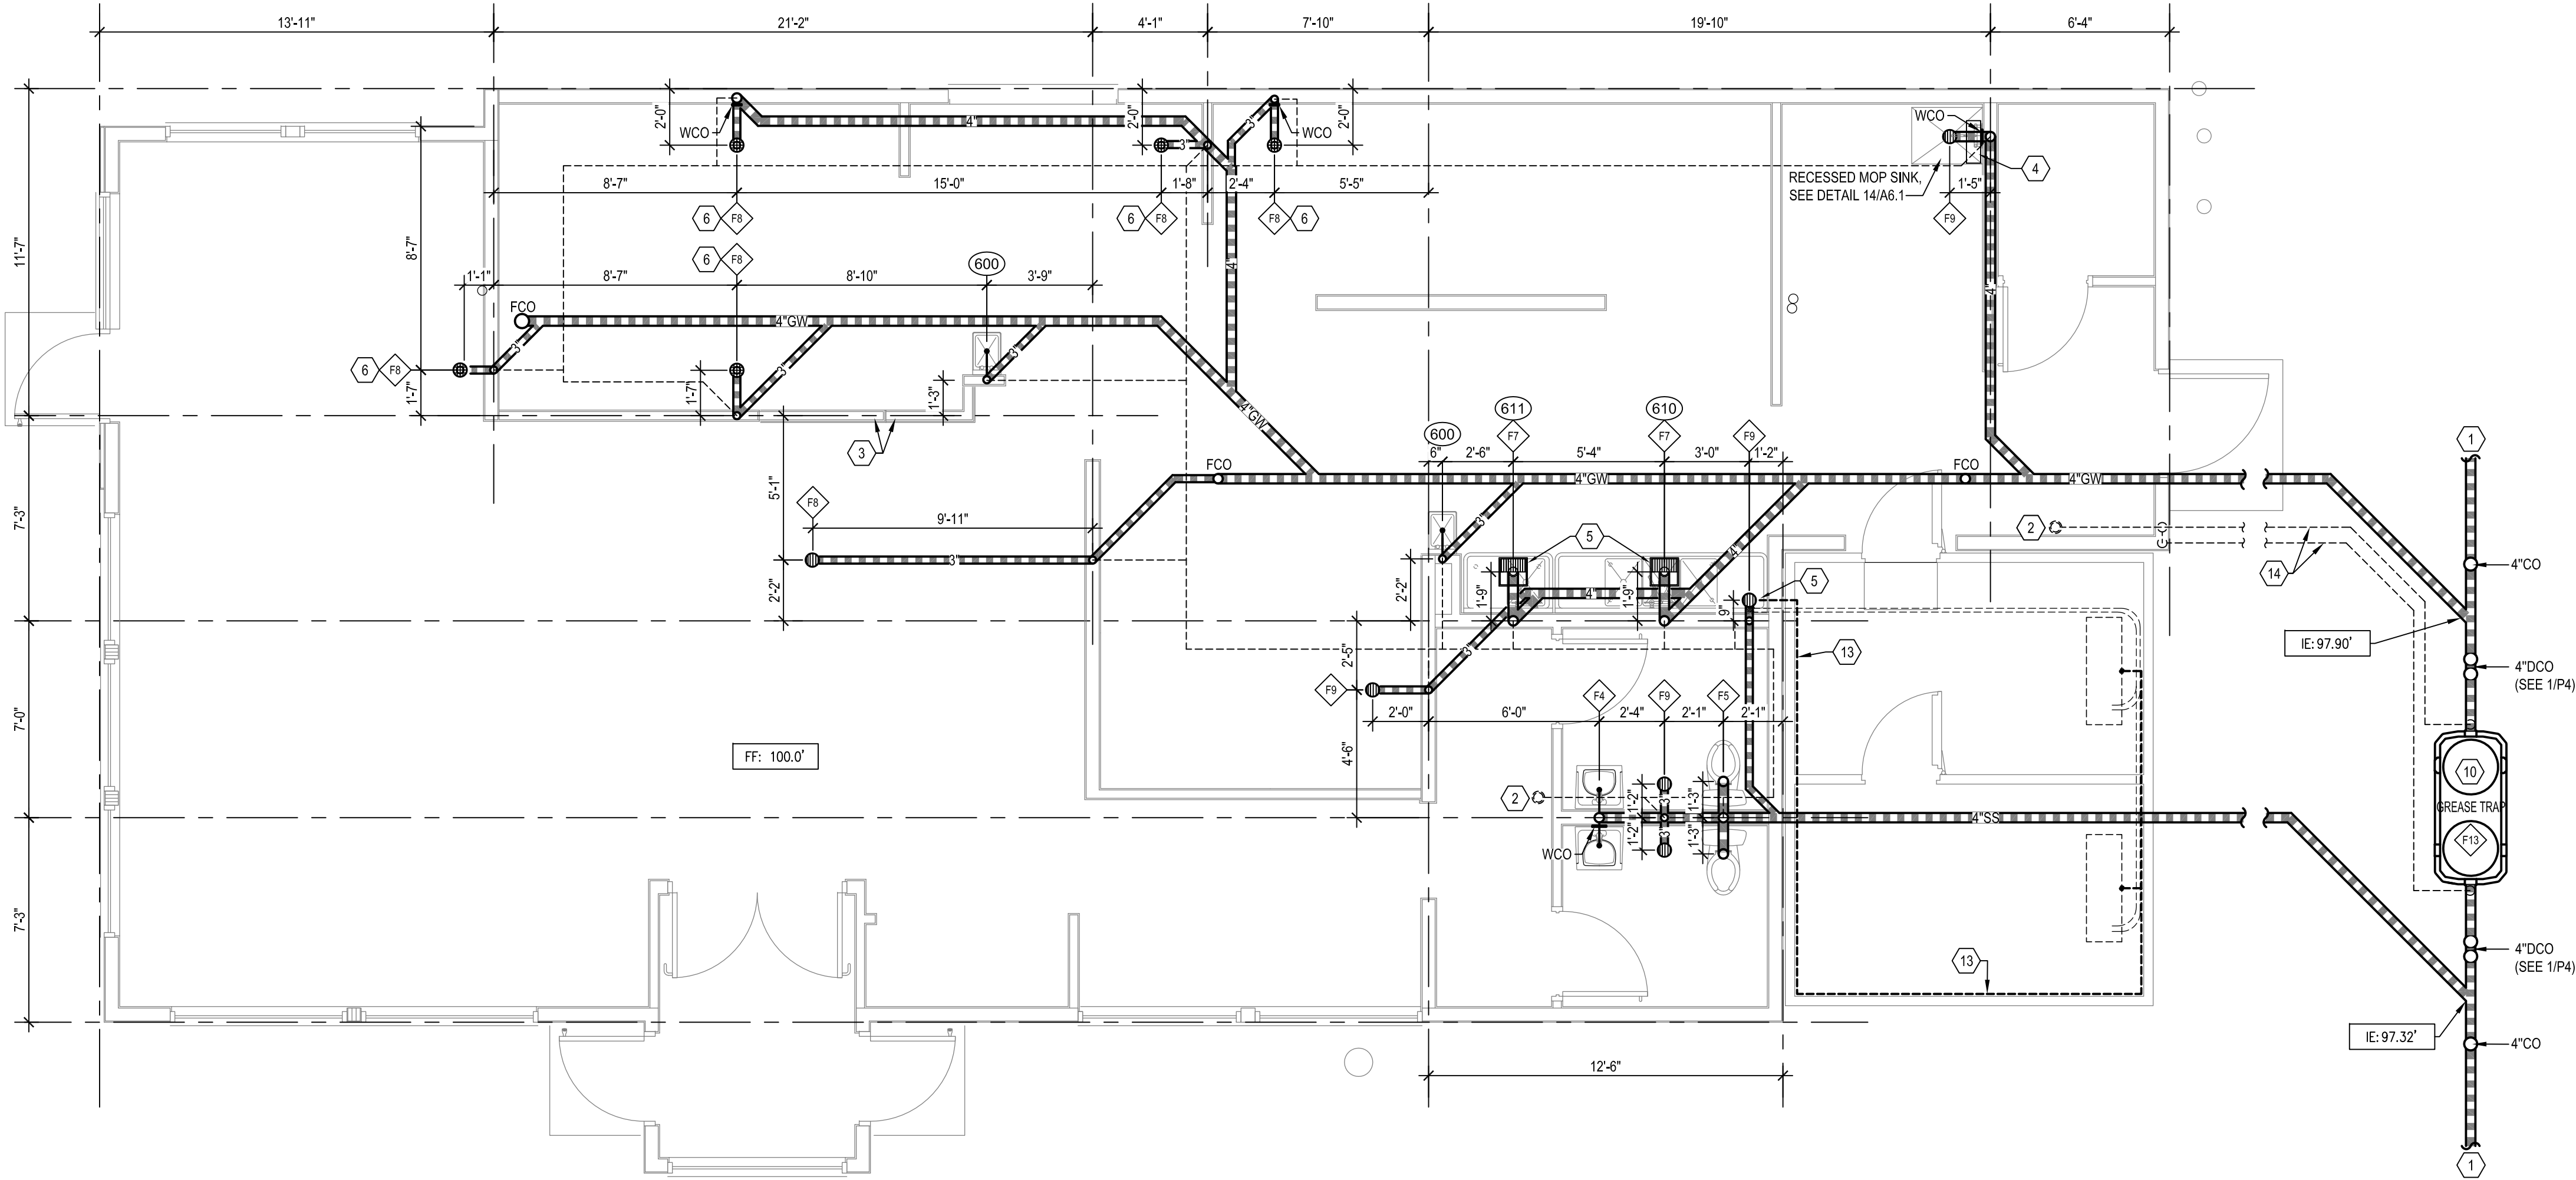 13'-11"
21'-2"
4'-1"
7'-10"
19'-10"
6'-4"
2'-0"
WCO
4"
2'-0"
3"
3"
WCO
2'-0"
WCO
4
RECESSED MOP SINK,
SEE DETAIL 14/A6.1
1'-5"
8'-7"
15'-0"
1'-8"
2'-4"
5'-5"
6
F8
6
F8
F8
6
F9
11'-7"
8'-7"
6
F8
4"
600
1'-1"
8'-7"
8'-10"
3'-9"
4"
FCO
4"GW
3"
3"
3"
6
F8
1'-7"
1'-7"
1'-3"
4"GW
3
611
610
600
F7
F7
F9
6"
2'-6"
5'-4"
3'-0"
1'-2"
1
FCO
4"GW
FCO
4"GW
5'-1"
F8
9'-11"
3"
3"
5
4"
2
14
4"CO
7'-3"
2'-2"
2'-2"
1'-9"
4"
1'-9"
9"
5
IE: 97.90'
2'-5"
3"
13
4"DCO
(SEE 1/P4)
F9
F4
F9
F5
2'-0"
6'-0"
2'-4"
2'-1"
2'-1"
7'-0"
FF: 100.0'
4'-6"
10
2
1'-2"
3"
1'-3"
GREASE TRAP
4"SS
1'-2"
3"
1'-3"
F13
WCO
7'-3"
4"DCO
(SEE 1/P4)
13
IE: 97.32'
4"CO
12'-6"
1